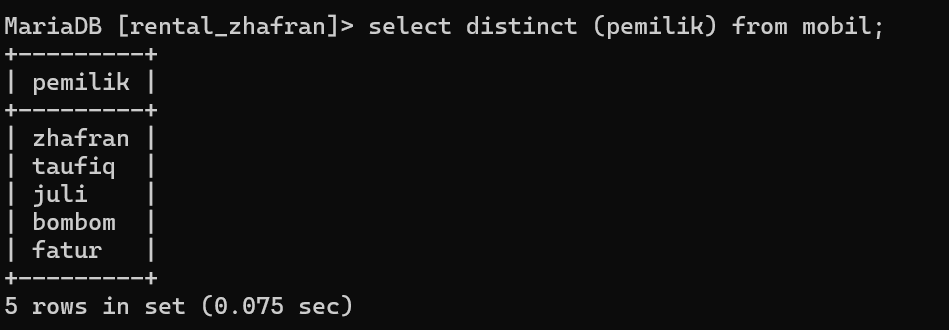 MariaDB [rental_zhafran]> select distinct (pemilik) from mobil;
+---------+
| pemilik |
+---------+
| zhafran |
| taufiq  |
| juli    |
| bombom  |
| fatur   |
+---------+
5 rows in set (0.075 sec)